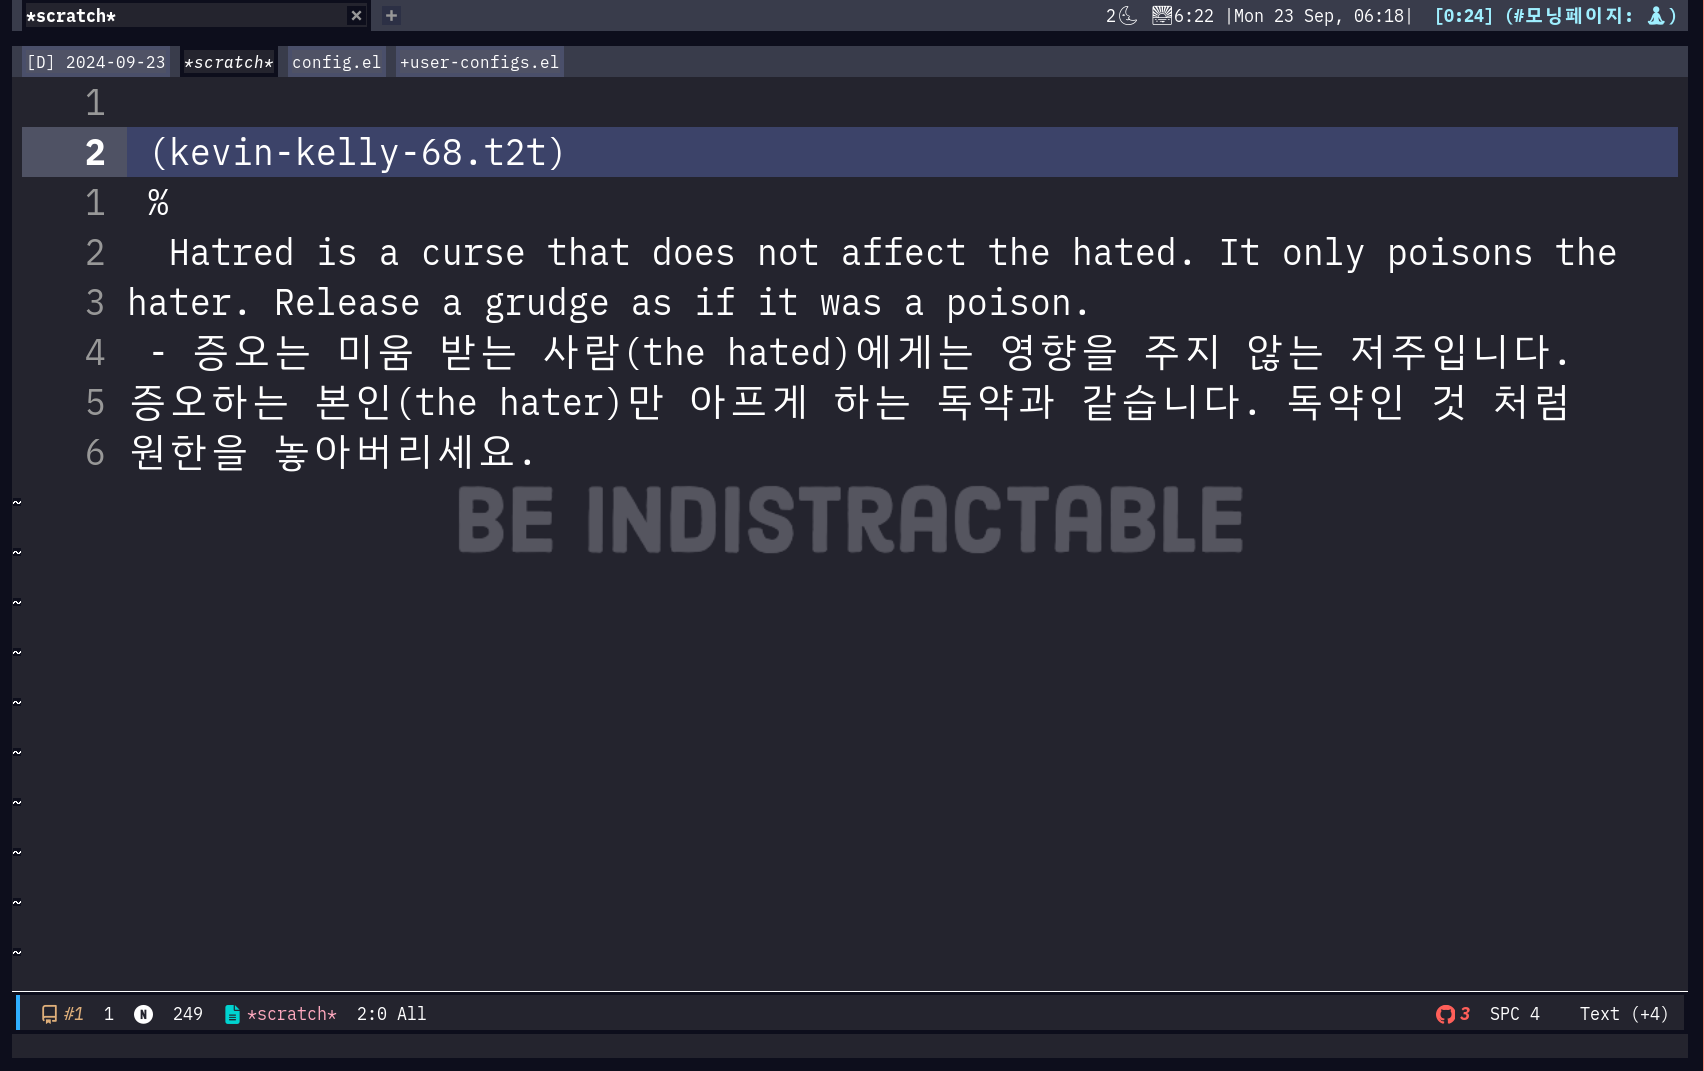 *scratch* × +
2 6:22 |Mon 23 Sep, 06:18| [0:24] (#모닝페이지: )
[D] 2024-09-23 *scratch* config.el +user-configs.el
1
2 (kevin-kelly-68.t2t)
1 %
2 Hatred is a curse that does not affect the hated. It only poisons the
3 hater. Release a grudge as if it was a poison.
4 - 증오는 미움 받는 사람(the hated)에게는 영향을 주지 않는 저주입니다.
5 증오하는 본인(the hater)만 아프게 하는 독약과 같습니다. 독약인 것 처럼
6 원한을 놓아버리세요.
BE INDISTRACTABLE
~
~
~
~
~
~
~
~
~
~
#1 1 N 249 *scratch* 2:0 All 3 SPC 4 Text (+4)